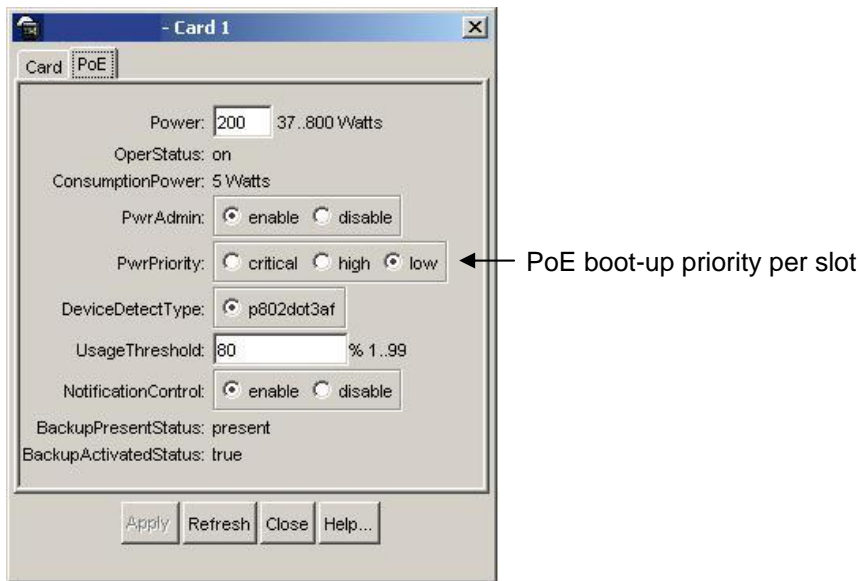 - Card 1
Card PoE
Power: 200 37..800 Watts
OperStatus: on
ConsumptionPower: 5 Watts
PwrAdmin: enable disable
PwrPriority: critical high low
PoE boot-up priority per slot
DeviceDetectType: p802dot3af
UsageThreshold: 80 % 1..99
NotificationControl: enable disable
BackupPresentStatus: present
BackupActivatedStatus: true
Apply Refresh Close Help...